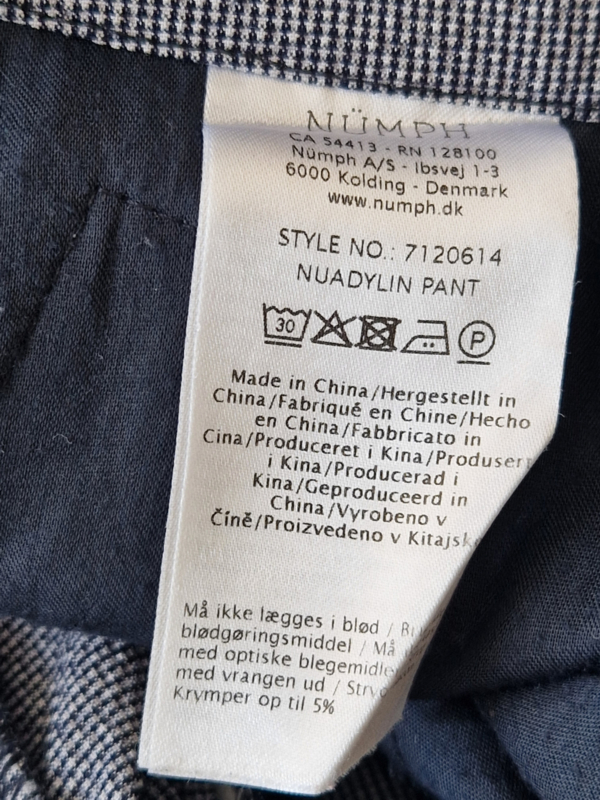 NÜMPH
CA 54413 - RN 128100
Nümph A/S - Ibsvej 1-3
6000 Kolding - Denmark
www.numph.dk
STYLE NO.: 7120614
NUADYLIN PANT
30
P
Made in China/Hergestellt in
China/Fabriqué en Chine/Hecho
en China/Fabbricato in
Cina/Produceret i Kina/Produsert
i Kina/Producerad i
Kina/Geproduceerd in
China/Vyrobeno v
Číně/Proizvedeno v Kitajsk
Må ikke lægges i blød /
blødgøringsmiddel / Må
med optiske blegemidle
med vrangen ud /
Krymper op til 5%